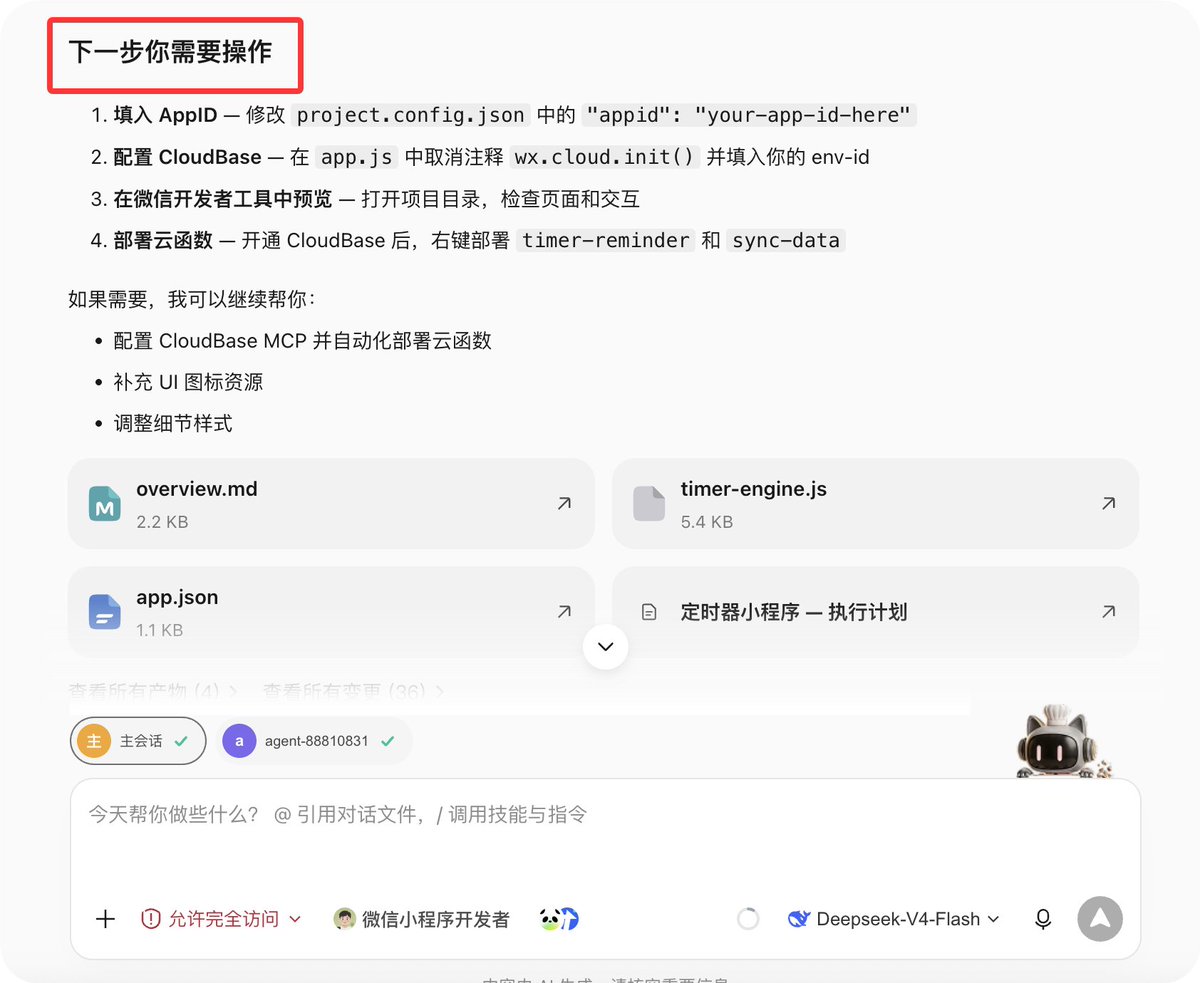 下一步你需要操作
1. 填入 AppID — 修改 project.config.json 中的 "appid": "your-app-id-here"
2. 配置 CloudBase — 在 app.js 中取消注释 wx.cloud.init() 并填入你的 env-id
3. 在微信开发者工具中预览 — 打开项目目录，检查页面和交互
4. 部署云函数 — 开通 CloudBase 后，右键部署 timer-reminder 和 sync-data
如果需要，我可以继续帮你：
• 配置 CloudBase MCP 并自动化部署云函数
• 补充 UI 图标资源
• 调整细节样式
M overview.md
2.2 KB
timer-engine.js
5.4 KB
app.json
1.1 KB
定时器小程序 — 执行计划
查看所有产物 (4) > 查看所有变更 (36) >
主 主会话 a agent-88810831
今天帮你做些什么？ @ 引用对话文件，/ 调用技能与指令
允许完全访问 微信小程序开发者 Deepseek-V4-Flash